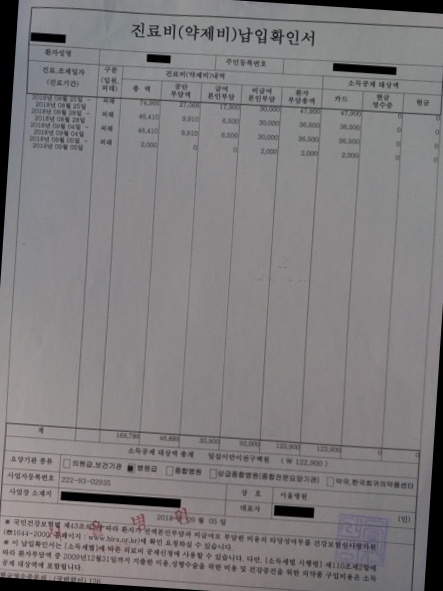 진료비(약제비)납입확인서
환자성명 주민등록번호
진료.조제일자 (진료기간) 구분 (입원,외래) 진료비(약제비)내역 소득공제 대상액
총 액 공단부담액 급여본인부담 비급여본인부담 환자부담총액 카드 현금영수증 현금
2018년 08월 25일 ~ 2018년 08월 25일 외래 74,966 27,066 17,900 30,000 47,900 47,900 0 0
2018년 08월 28일 ~ 2018년 08월 28일 외래 46,410 9,910 6,500 30,000 36,500 36,500 0 0
2018년 09월 04일 ~ 2018년 09월 04일 외래 46,410 9,910 6,500 30,000 36,500 36,500 0 0
2018년 09월 05일 ~ 2018년 09월 05일 외래 2,000 0 0 2,000 2,000 2,000 0 0
계 169,786 46,886 30,900 92,000 122,900 122,900 0 0
소득공제 대상액 총계 일십이만이천구백원 (₩ 122,900)
요양기관 종류 의원급,보건기관 병원급 종합병원 상급종합병원(종합전문요양기관) 약국,한국희귀의약품센터
사업자등록번호 222-93-02935 상 호 서울병원
사업장 소재지 대표자 (인)
2018년 09월 05일
※ 국민건강보험법 제43조의 따라 환자가 전액본인부담과 비급여로 부담한 비용의 타당성여부를 건강보험심사평가원
(☎1644-2000, 홈페이지 : www.hira.or.kr)에 확인 요청하실 수 있습니다.
※ 이 납입확인서는 [소득세법]에 따른 의료비 공제신청에 사용할 수 있습니다. 다만, [소득세법 시행령] 제110조제2항에
따라 환자부담액 중 2009년12월31일까지 지출한 비용,성형수술을 위한 비용 및 건강증진을 위한 의약품 구입비용은 소득
공제 대상액에 포함됩니다.